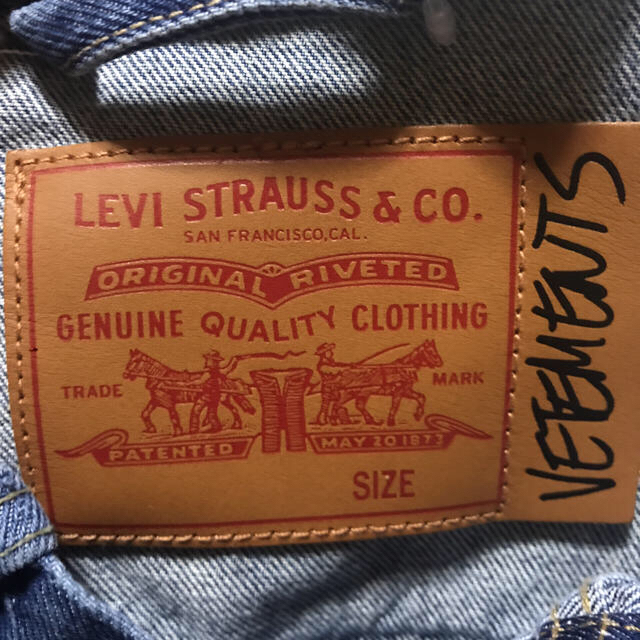 LEVI STRAUSS & CO.
SAN FRANCISCO, CAL.
ORIGINAL RIVETED
GENUINE QUALITY CLOTHING
TRADE MARK
PATENTED MAY 20 1873
SIZE
VETEMENTS